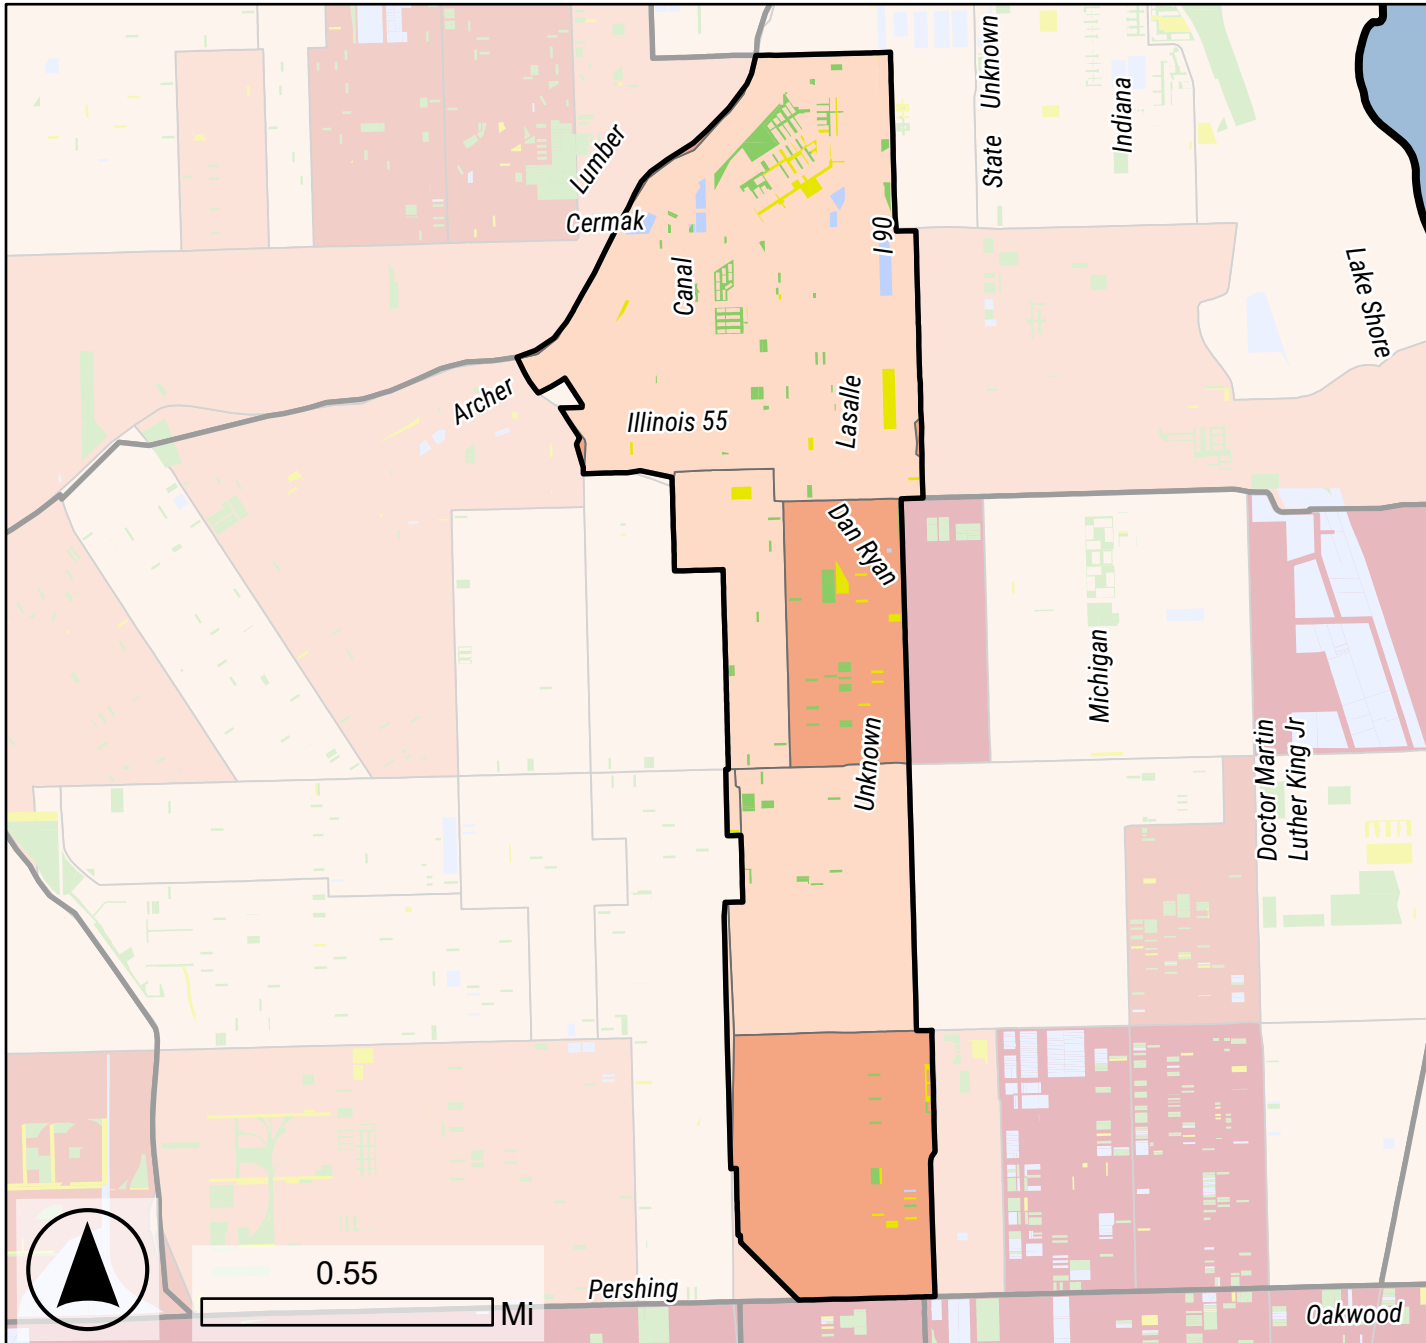 Unknown
State
Indiana
Lumber
Cermak
I 90
Canal
Lake Shore
Archer
Lasalle
Illinois 55
Dan Ryan
Michigan
Unknown
Doctor Martin
Luther King Jr
0.55
Mi
Pershing
Oakwood